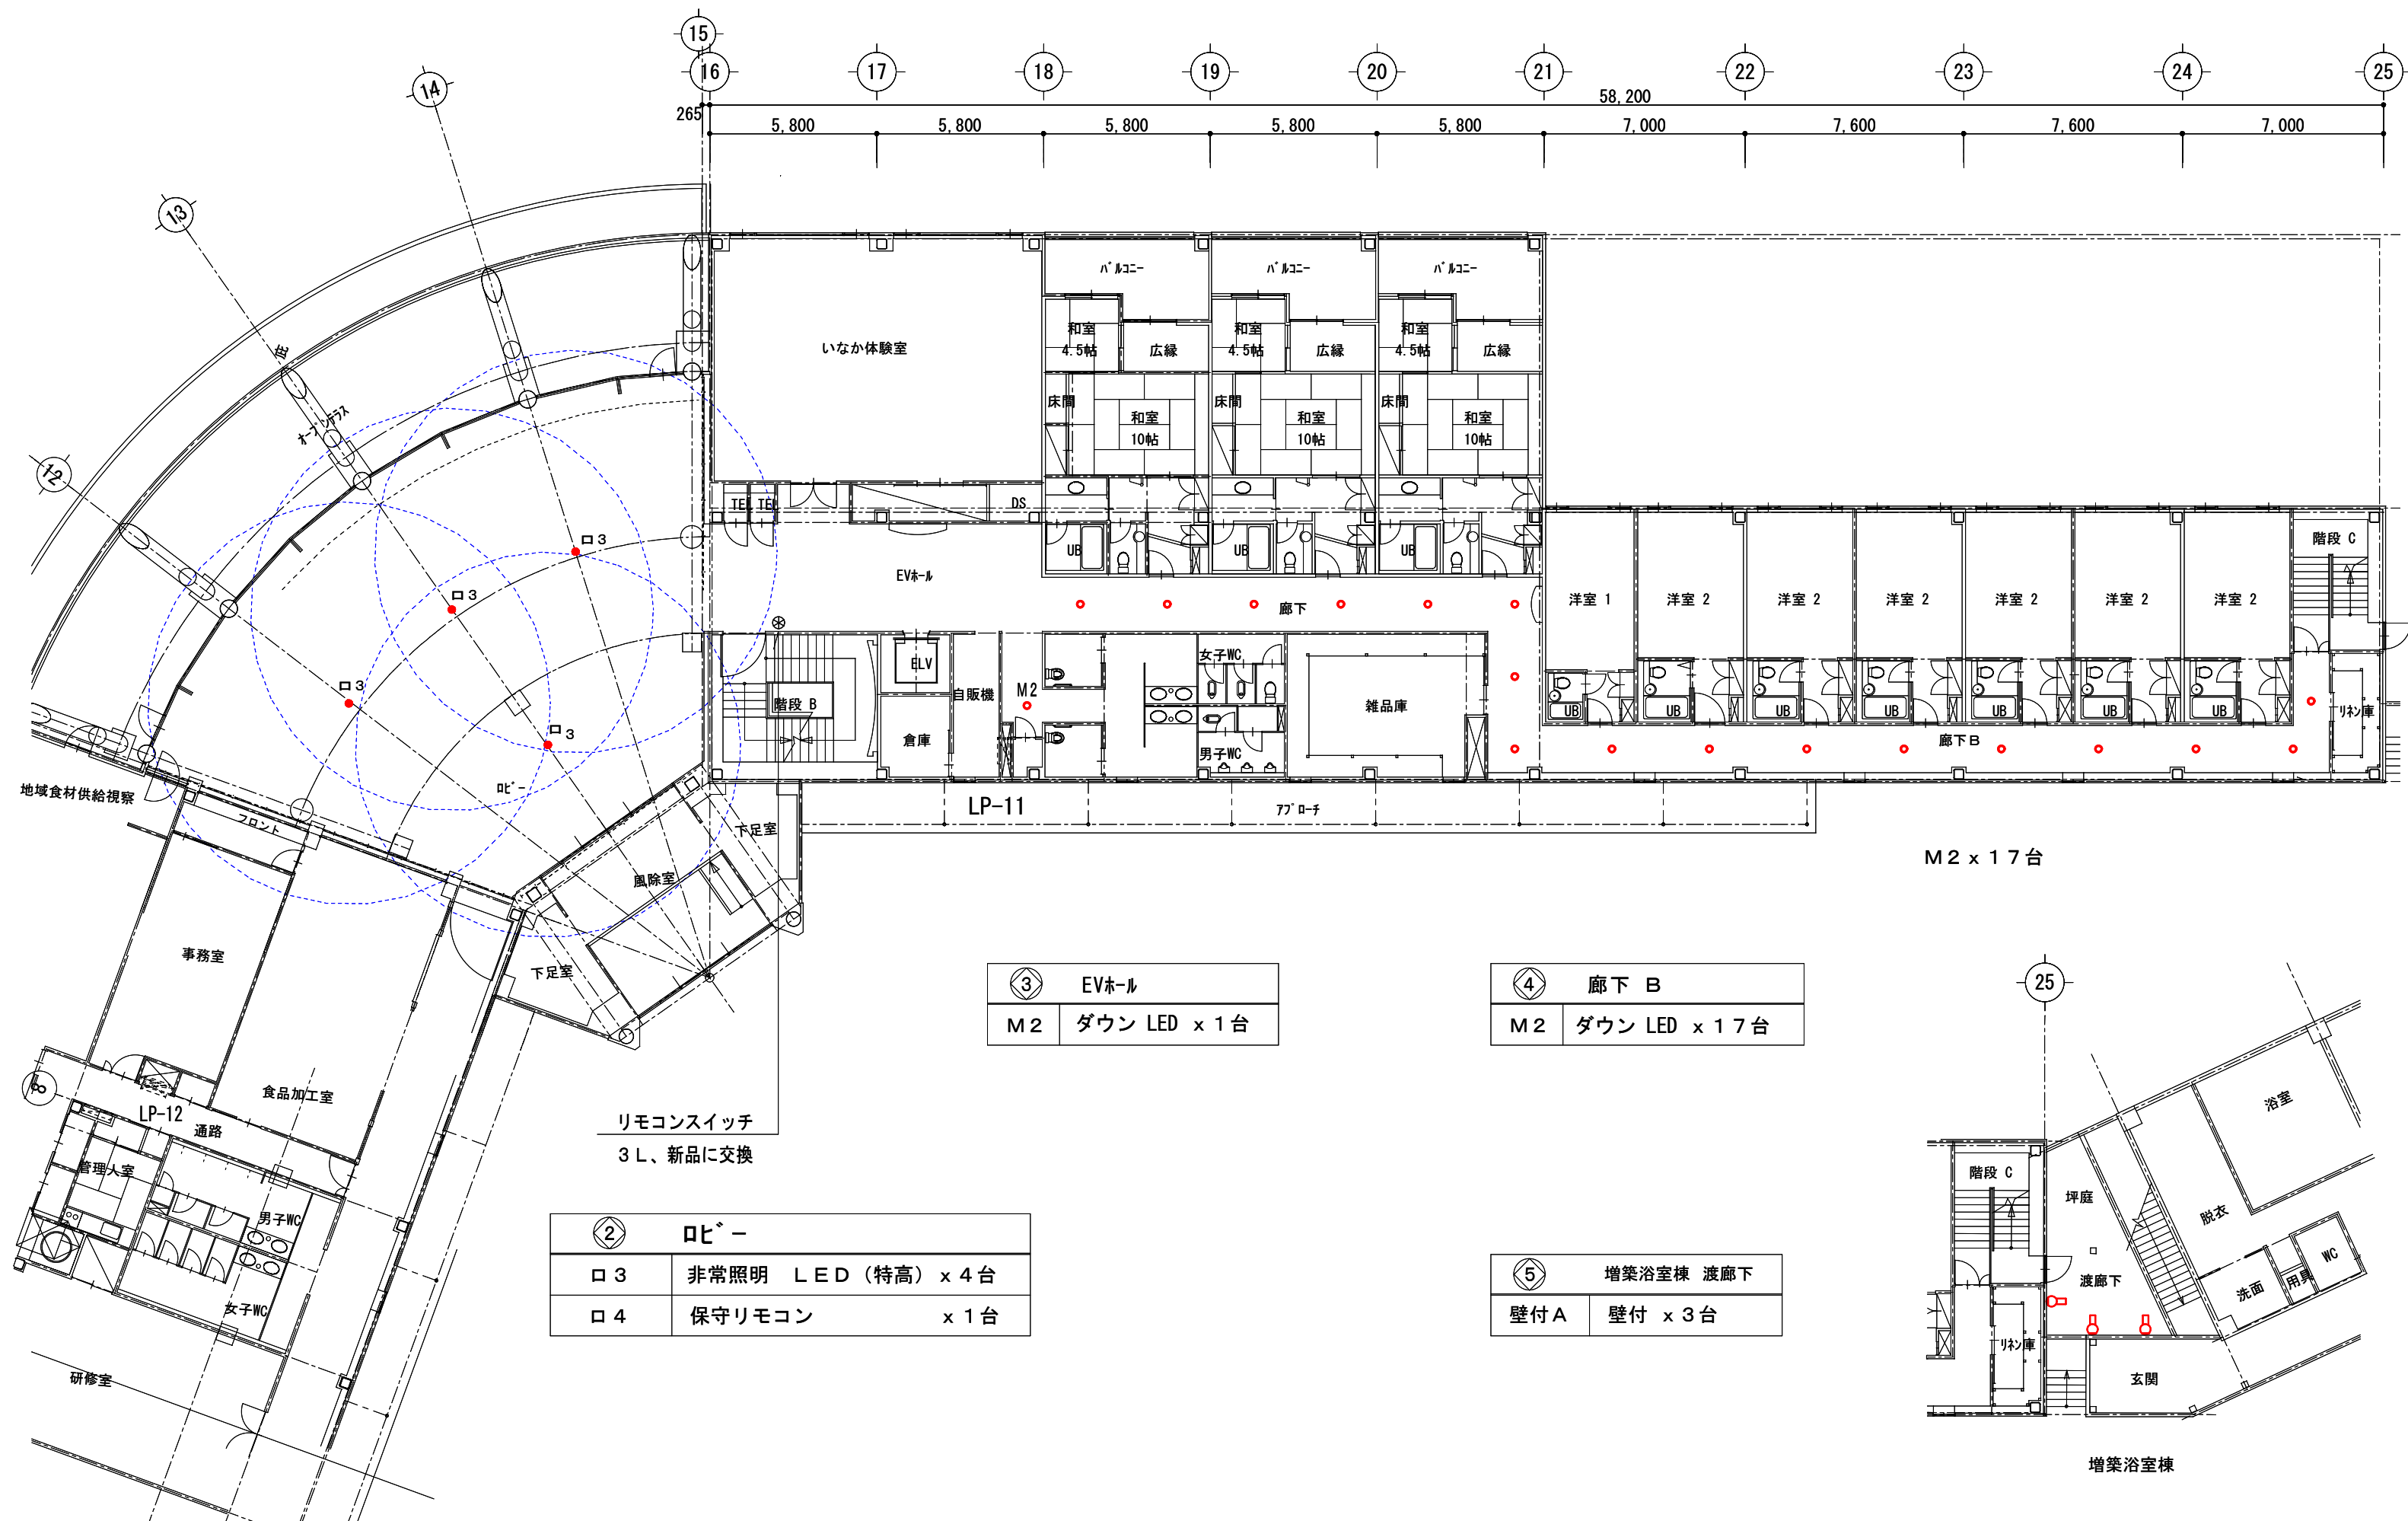 15
14
16
17
18
19
20
21
22
23
24
25
58,200
265
5,800
5,800
5,800
5,800
5,800
7,000
7,600
7,600
7,000
13
12
庇
オープンテラス
いなか体験室
バルコニー
バルコニー
バルコニー
和室
4.5帖
広縁
和室
4.5帖
広縁
和室
4.5帖
広縁
床間
和室
10帖
床間
和室
10帖
床間
和室
10帖
TEL
TEL
DS
UB
UB
UB
EVホール
廊下
洋室 1
洋室 2
洋室 2
洋室 2
洋室 2
洋室 2
洋室 2
階段 C
ロ3
ロ3
ロ3
ロ3
ELV
自販機
M2
女子WC
階段 B
倉庫
男子WC
雑品庫
UB
UB
UB
UB
UB
UB
UB
リネン庫
廊下B
ロビー
地域食材供給視察
フロント
下足室
LP-11
アプローチ
M2x17台
風除室
下足室
事務室
食品加工室
8
LP-12
通路
管理人室
男子WC
女子WC
研修室
リモコンスイッチ
3L、新品に交換
3 EVホール
M2 ダウン LED x 1台
4 廊下 B
M2 ダウン LED x 17台
2 ロビー
ロ3 非常照明 LED(特高)x4台
ロ4 保守リモコン x1台
5 増築浴室棟 渡廊下
壁付A 壁付 x3台
25
階段 C
坪庭
浴室
脱衣
渡廊下
洗面
用具
WC
リネン庫
玄関
増築浴室棟